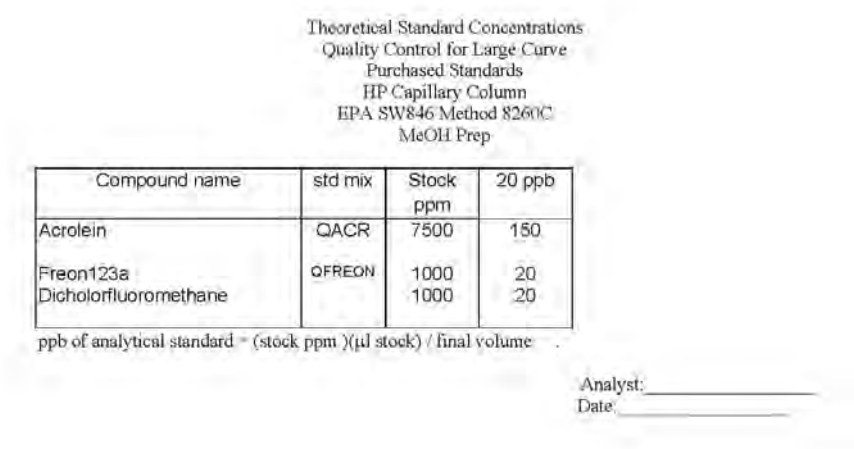 Theoretical Standard Concentrations
Quality Control for Large Curve
Purchased Standards
HP Capillary Column
EPA SW846 Method 8260C
MeOH Prep
Compound name std mix Stock ppm 20 ppb
Acrolein QACR 7500 150
Freon123a QFREON 1000 20
Dicholorfluoromethane 1000 20
ppb of analytical standard = (stock ppm )(µl stock) / final volume
Analyst:
Date: